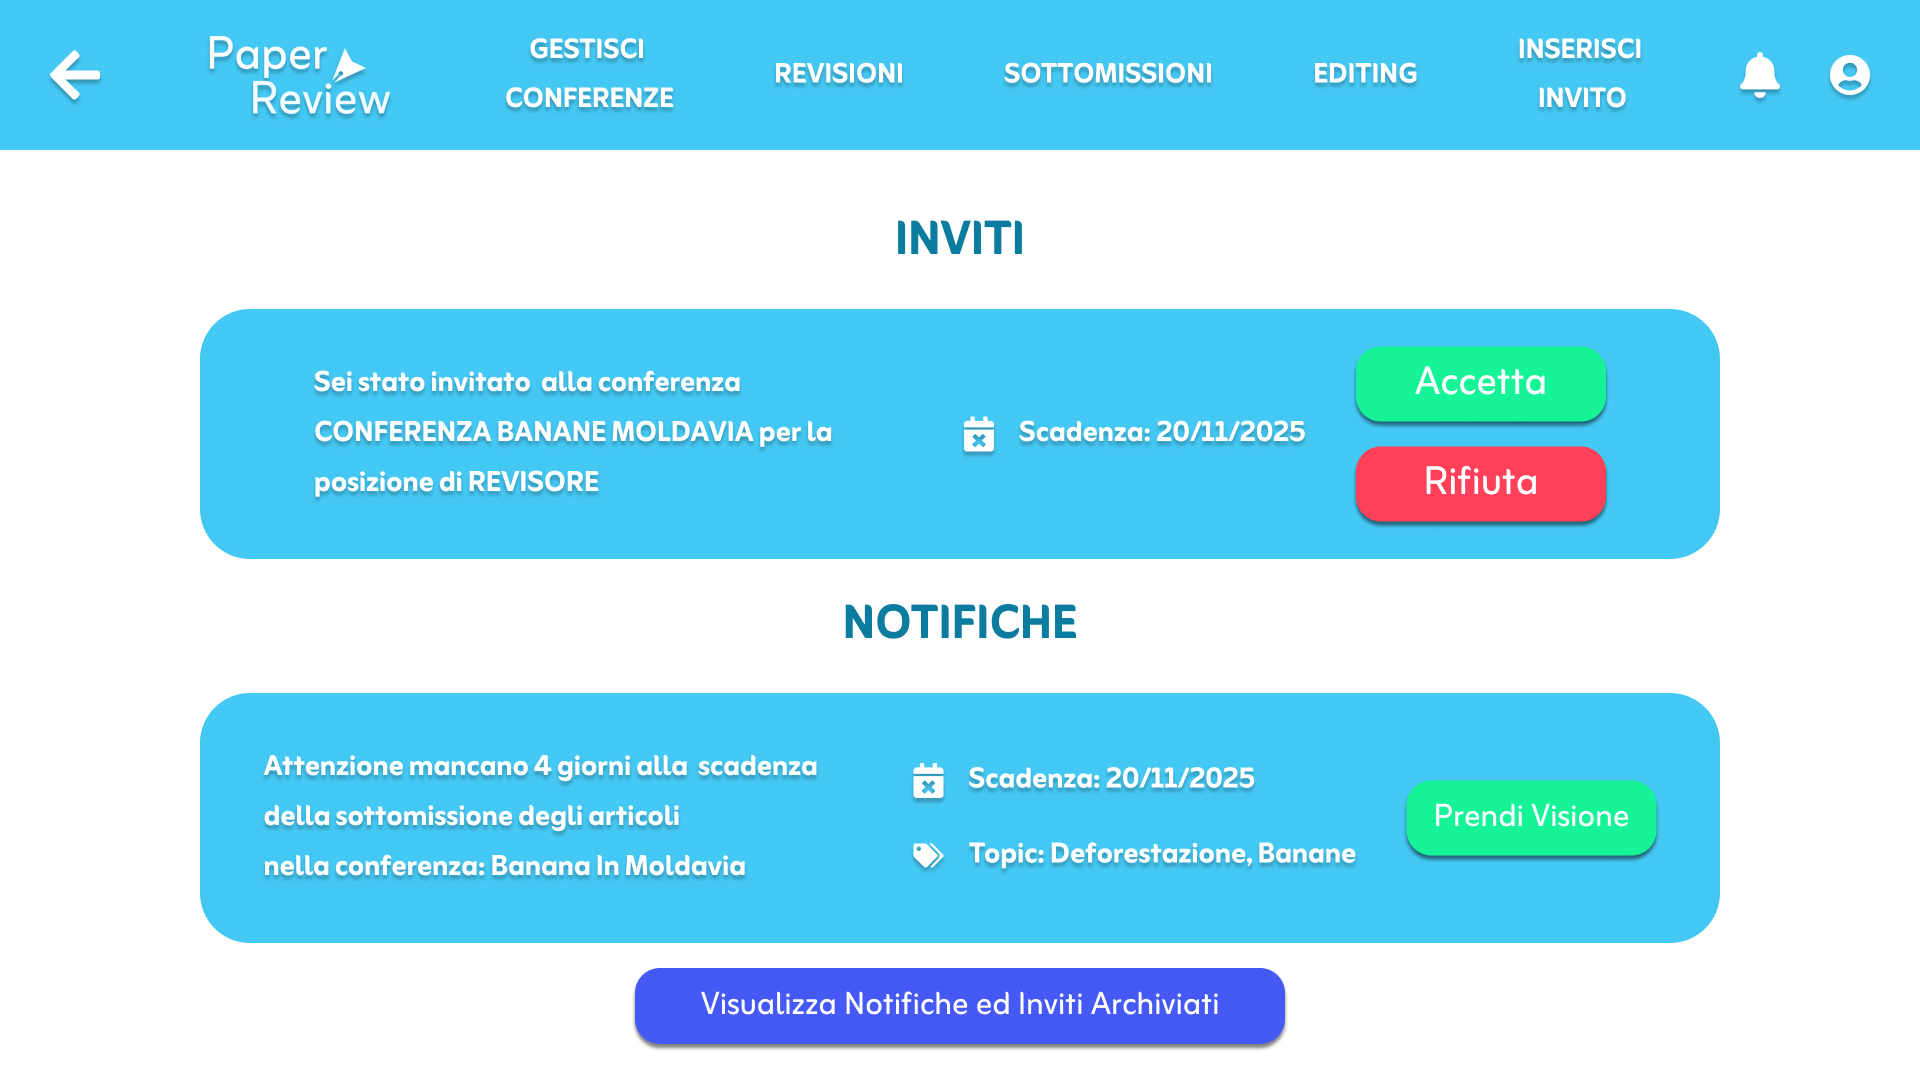 Paper
Review
GESTISCI
CONFERENZE
REVISIONI
SOTTOMISSIONI
EDITING
INSERISCI
INVITO
INVITI
Sei stato invitato  alla conferenza
CONFERENZA BANANE MOLDAVIA per la
posizione di REVISORE
Scadenza: 20/11/2025
Accetta
Rifiuta
NOTIFICHE
Attenzione mancano 4 giorni alla  scadenza
della sottomissione degli articoli
nella conferenza: Banana In Moldavia
Scadenza: 20/11/2025
Topic: Deforestazione, Banane
Prendi Visione
Visualizza Notifiche ed Inviti Archiviati